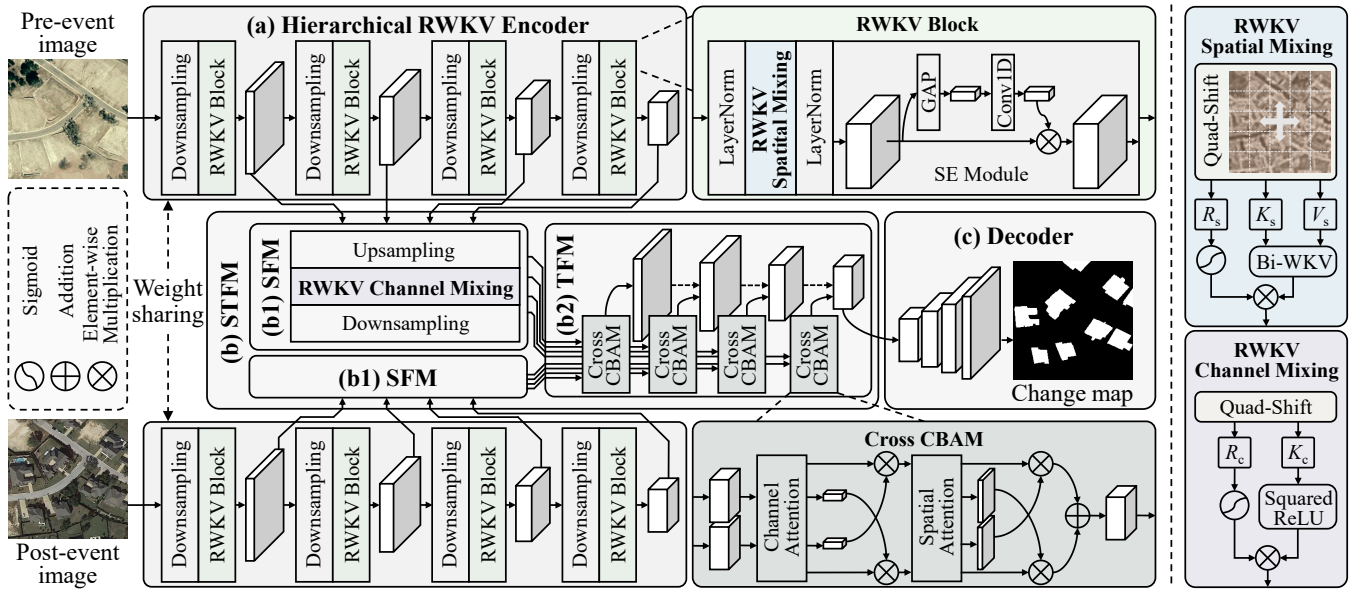 Pre-event
image
(a) Hierarchical RWKV Encoder
Downsampling
RWKV Block
Downsampling
RWKV Block
Downsampling
RWKV Block
Downsampling
RWKV Block
RWKV Block
LayerNorm
RWKV
Spatital Mixing
LayerNorm
GAP
Conv1D
SE Module
RWKV
Spatial Mixing
Quad-Shift
Rs
Ks
Vs
Bi-WKV
Sigmoid
Addition
Element-wise
Multiplication
Weight
sharing
(b) STFM
(b1) SFM
Upsampling
RWKV Channel Mixing
Downsampling
(b1) SFM
(b2) TFM
Cross
CBAM
Cross
CBAM
Cross
CBAM
Cross
CBAM
(c) Decoder
Change map
RWKV
Channel Mixing
Quad-Shift
Rc
Kc
Squared
ReLU
Post-event
image
Downsampling
RWKV Block
Downsampling
RWKV Block
Downsampling
RWKV Block
Downsampling
RWKV Block
Cross CBAM
Channel
Attention
Spatial
Attention